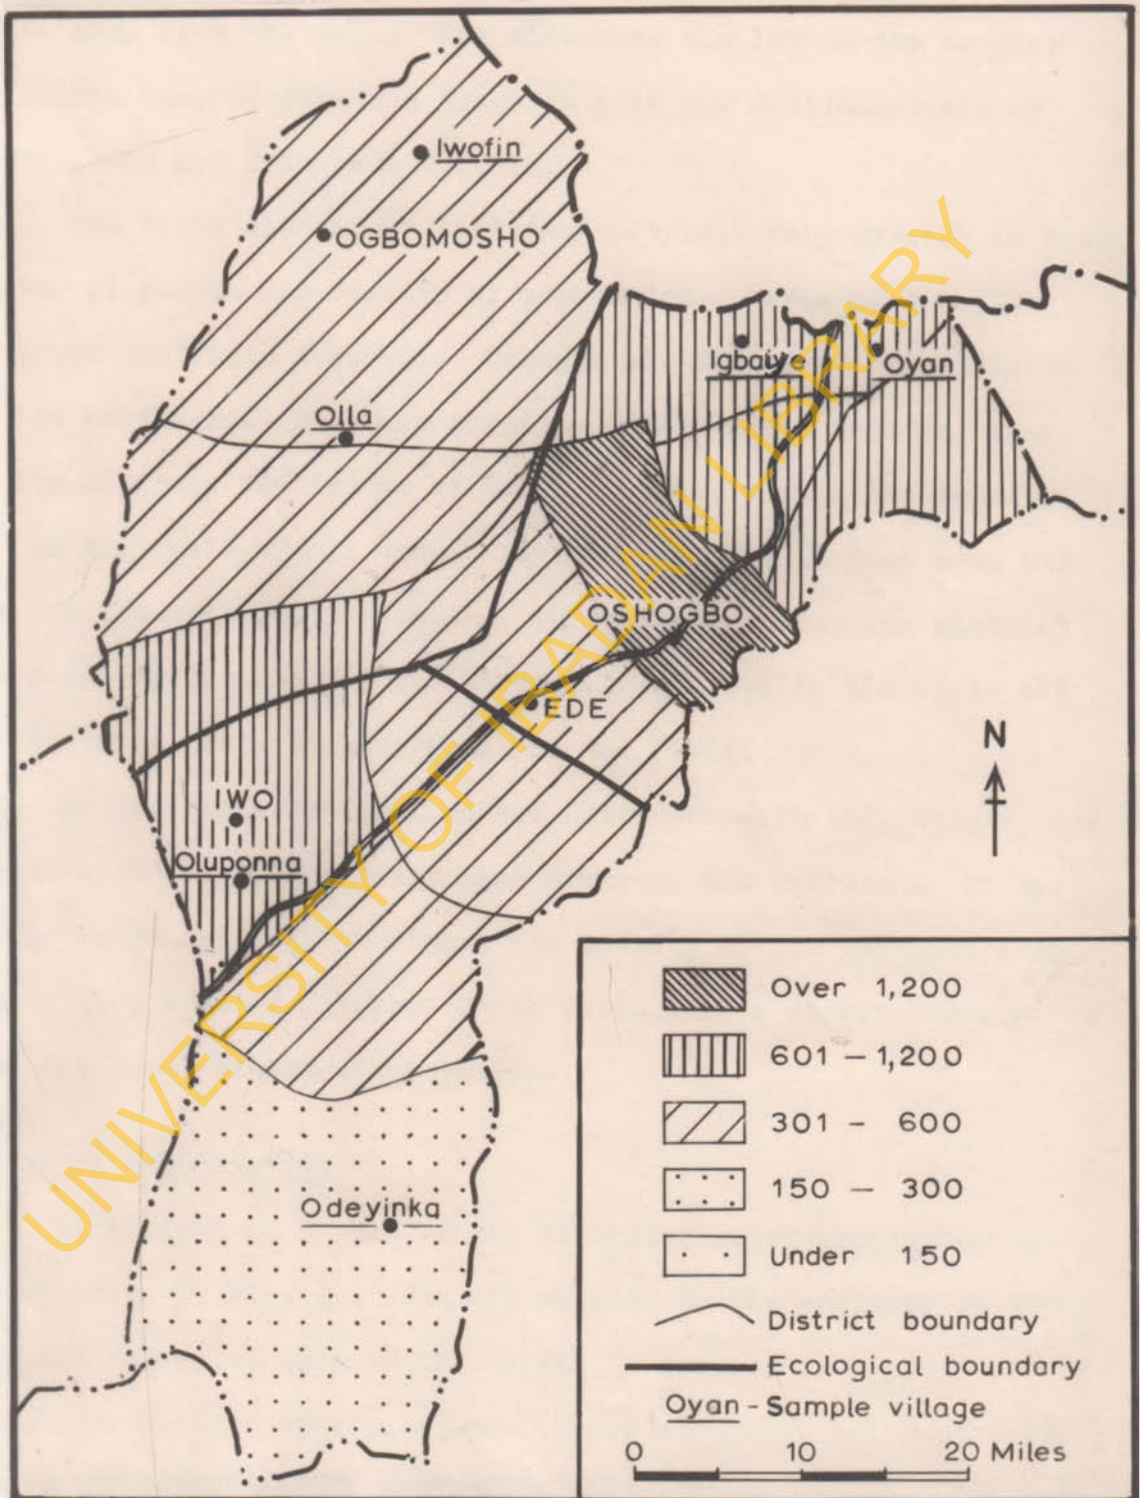 Iwofin
OGBOMOSHO
Igbaiye
Oyan
Olla
OSHOGBO
EDE
N
IWO
Oluponna
Odeyinka
Over 1,200
601 – 1,200
301 – 600
150 – 300
Under 150
District boundary
Ecological boundary
Oyan - Sample village
0 10 20 Miles
UNIVERSITY OF IBADAN LIBRARY